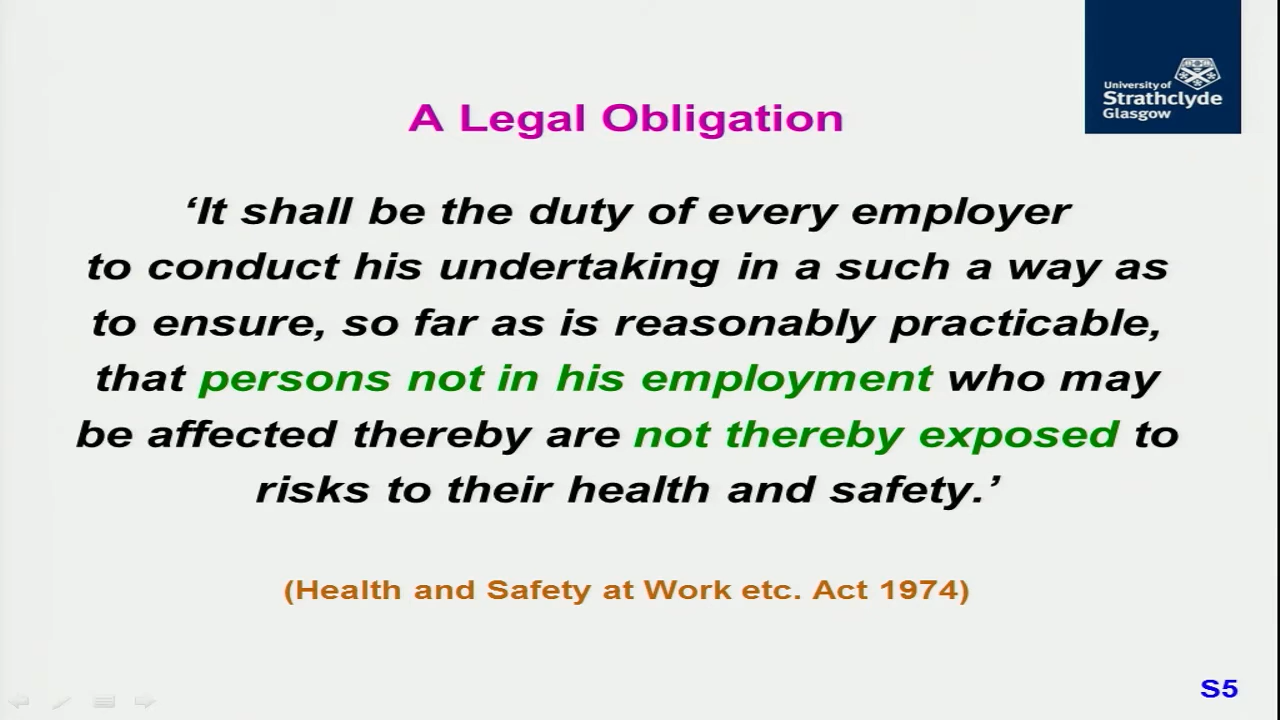 University of
Strathclyde
Glasgow
A Legal Obligation
‘It shall be the duty of every employer
to conduct his undertaking in a such a way as
to ensure, so far as is reasonably practicable,
that persons not in his employment who may
be affected thereby are not thereby exposed to
risks to their health and safety.’
(Health and Safety at Work etc. Act 1974)
S5